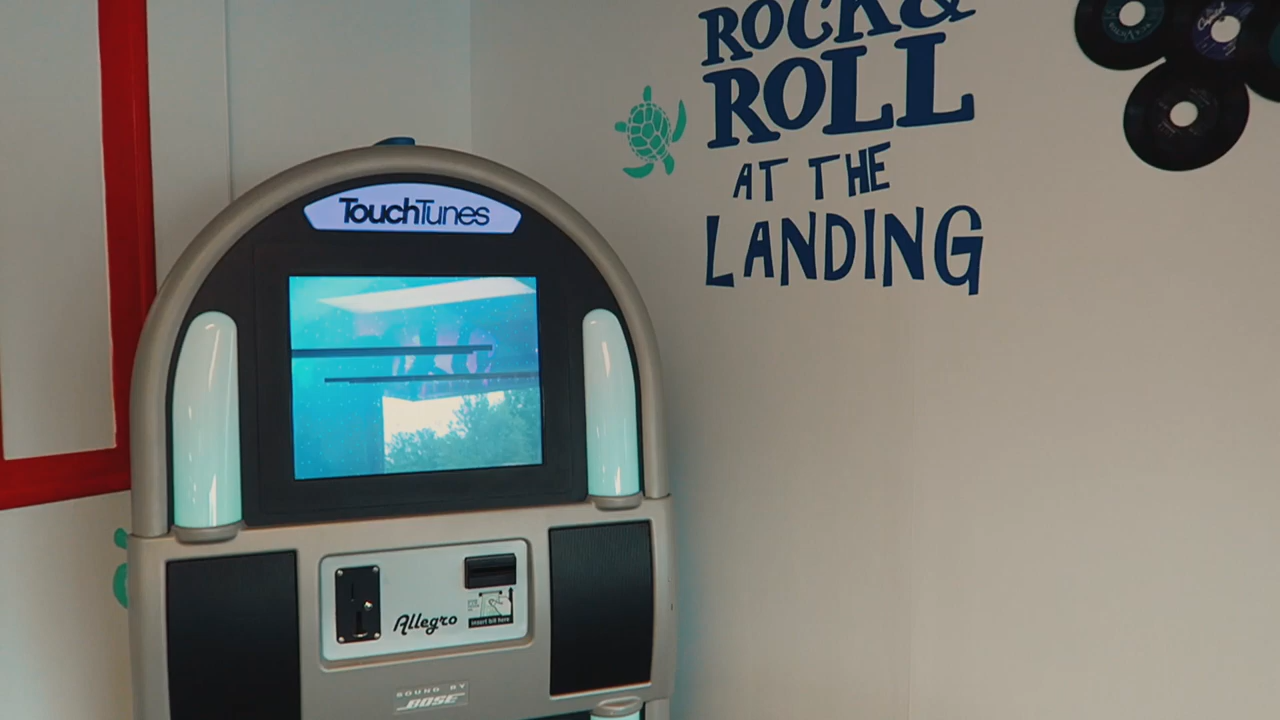 ROCK &
ROLL
AT THE
LANDING
TouchTunes
Allegro
insert bill here
SOUND BY
BOSE